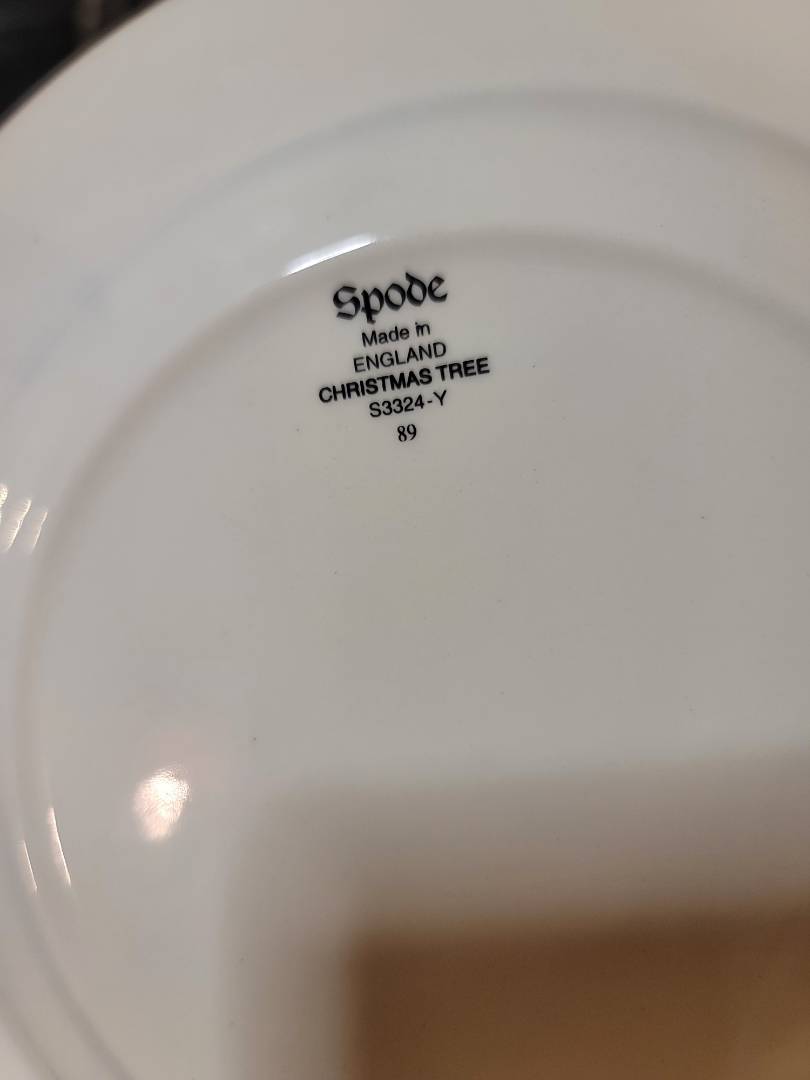 Spode
Made in
ENGLAND
CHRISTMAS TREE
S3324-Y
89